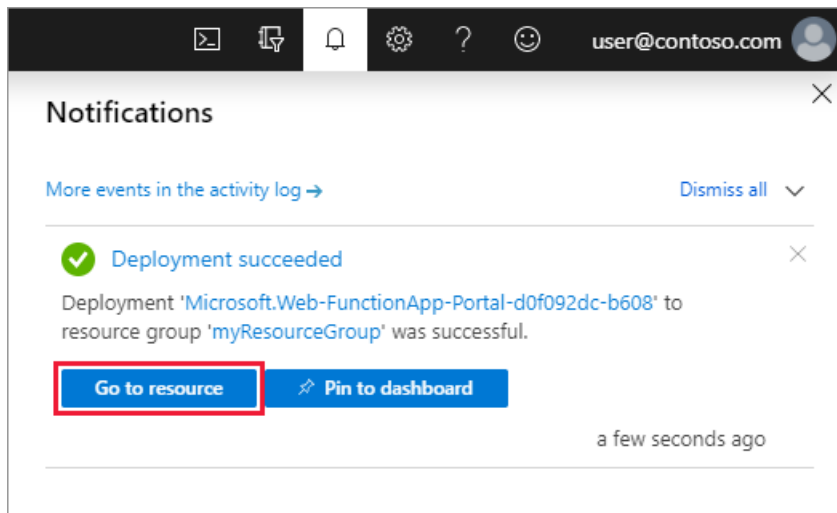 user@contoso.com
Notifications
More events in the activity log →
Dismiss all
Deployment succeeded
Deployment 'Microsoft.Web-FunctionApp-Portal-d0f092dc-b608' to
resource group 'myResourceGroup' was successful.
Go to resource
Pin to dashboard
a few seconds ago